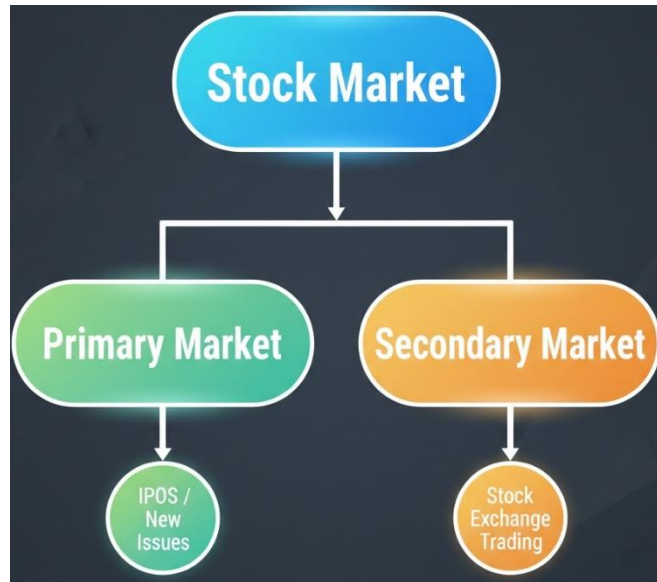 Stock Market
Primary Market
Secondary Market
IPOS /
New
Issues
Stock
Exchange
Trading